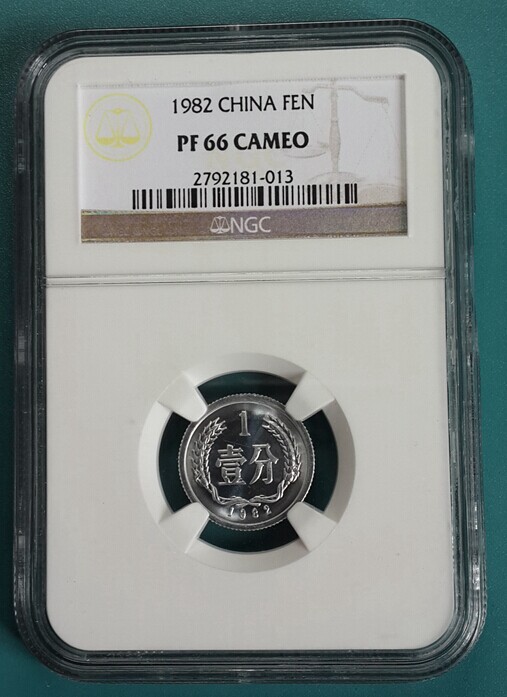 1982 CHINA FEN
PF 66 CAMEO
2792181-013
NGC
1
壹分
1982